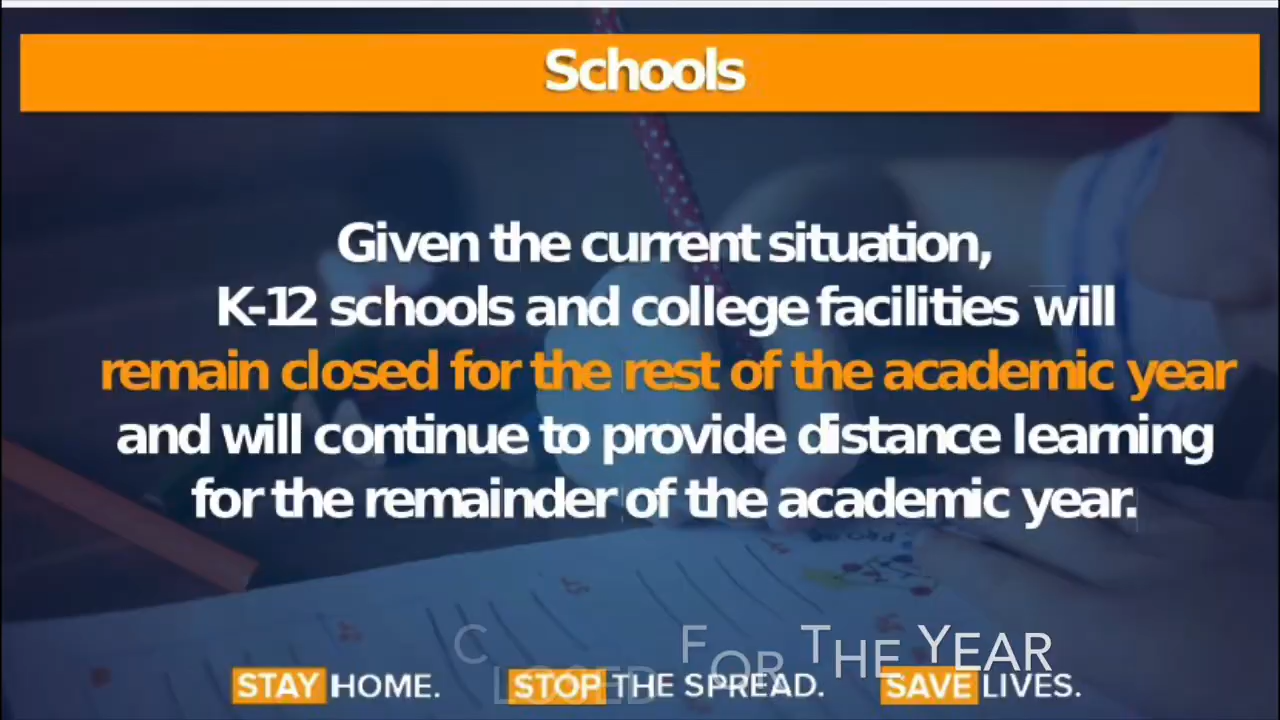 Schools
Given the current situation,
K-12 schools and college facilities will
remain closed for the rest of the academic year
and will continue to provide distance learning
for the remainder of the academic year.
CLOSED FOR THE YEAR
STAY HOME. STOP THE SPREAD. SAVE LIVES.